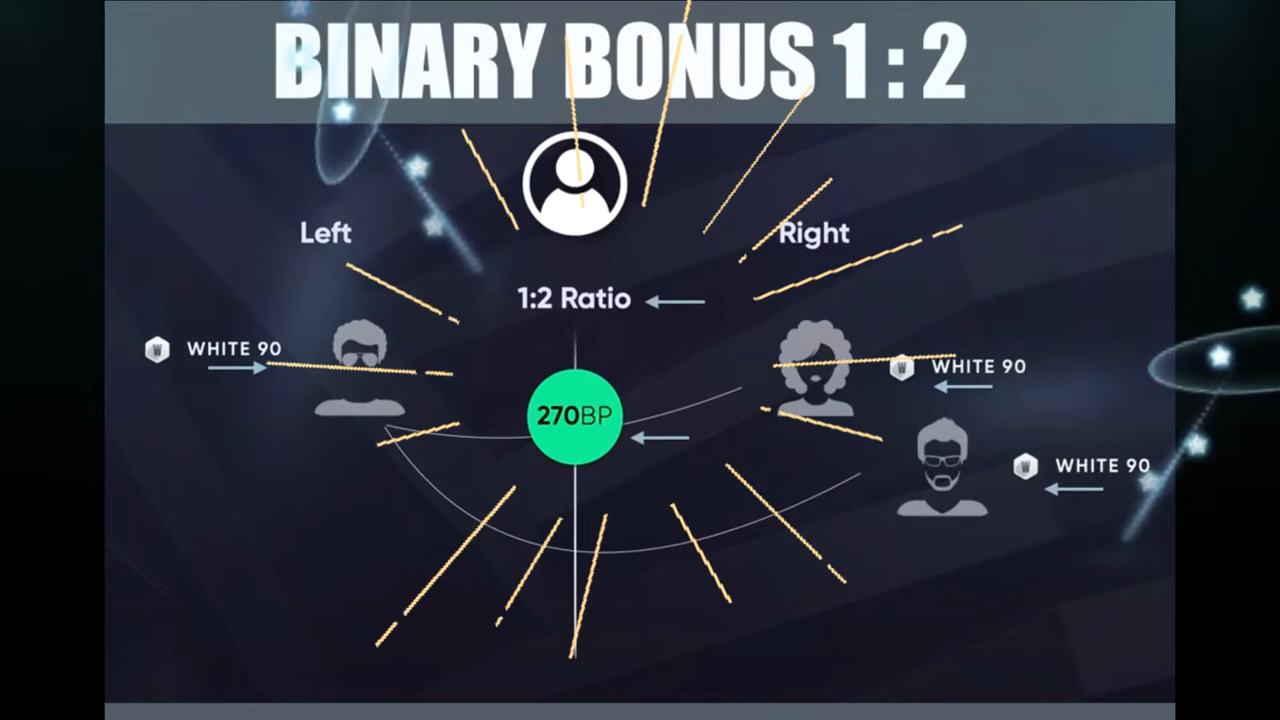 BINARY BONUS 1 : 2
Left
Right
1:2 Ratio
W WHITE 90
W WHITE 90
270BP
W WHITE 90